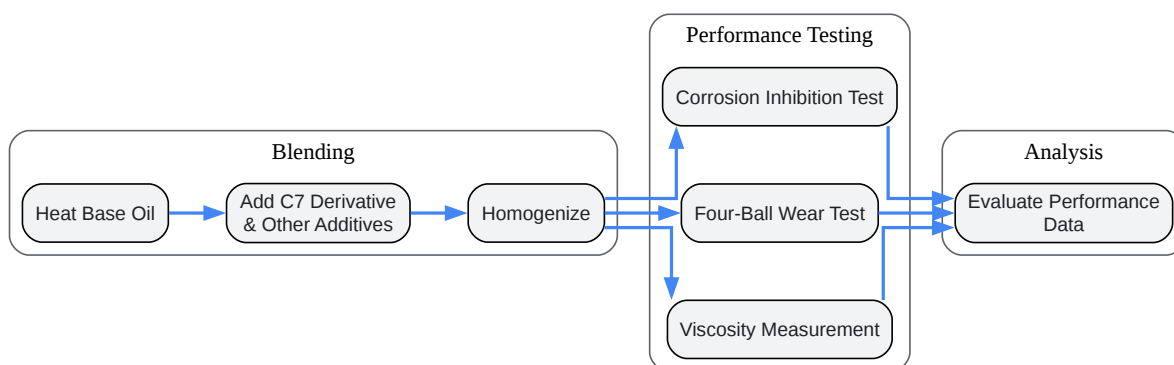 Blending
Heat Base Oil
Add C7 Derivative
& Other Additives
Homogenize
Performance Testing
Corrosion Inhibition Test
Four-Ball Wear Test
Viscosity Measurement
Analysis
Evaluate Performance
Data